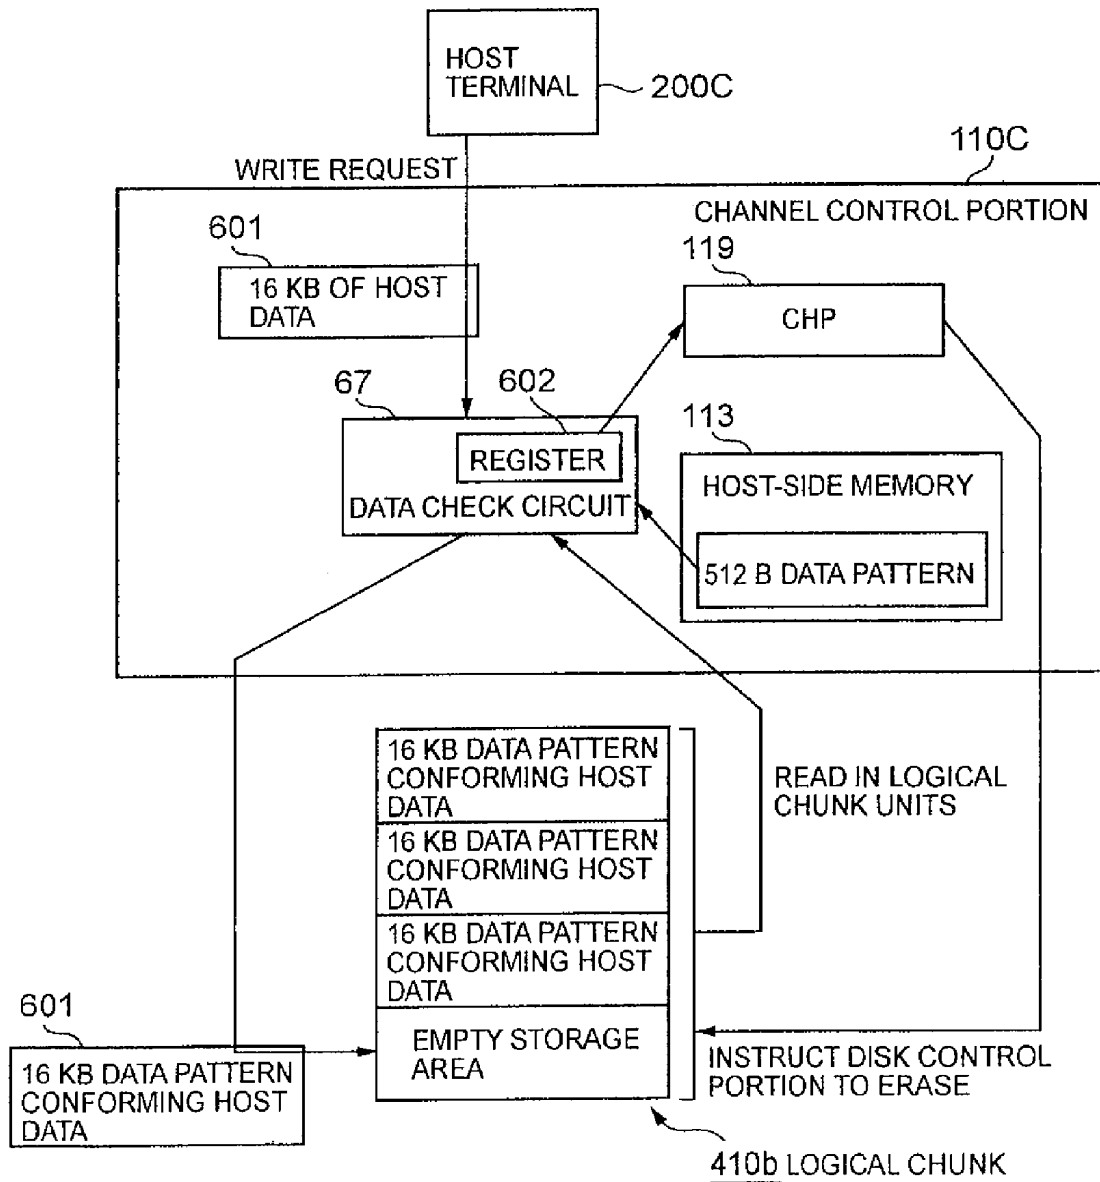 HOST
TERMINAL
200C
WRITE REQUEST
110C
CHANNEL CONTROL PORTION
601
16 KB OF HOST
DATA
119
CHP
67
602
REGISTER
DATA CHECK CIRCUIT
113
HOST-SIDE MEMORY
512 B DATA PATTERN
16 KB DATA PATTERN
CONFORMING HOST
DATA
16 KB DATA PATTERN
CONFORMING HOST
DATA
16 KB DATA PATTERN
CONFORMING HOST
DATA
EMPTY STORAGE
AREA
READ IN LOGICAL
CHUNK UNITS
601
16 KB DATA PATTERN
CONFORMING HOST
DATA
INSTRUCT DISK CONTROL
PORTION TO ERASE
410b LOGICAL CHUNK